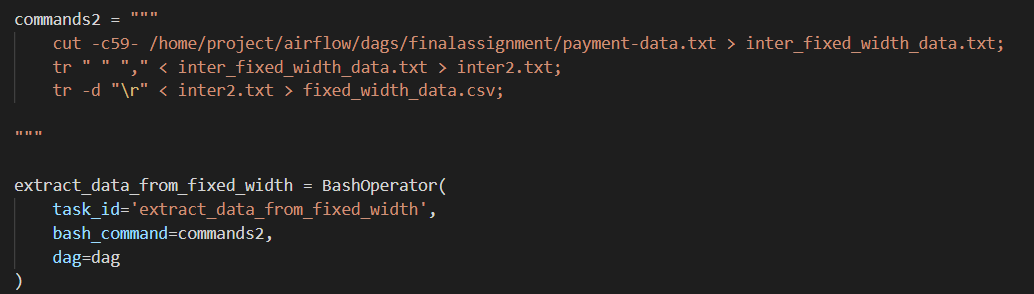 commands2 = """
    cut -c59- /home/project/airflow/dags/finalassignment/payment-data.txt > inter_fixed_width_data.txt;
    tr " " "," < inter_fixed_width_data.txt > inter2.txt;
    tr -d "\r" < inter2.txt > fixed_width_data.csv;
"""
extract_data_from_fixed_width = BashOperator(
    task_id='extract_data_from_fixed_width',
    bash_command=commands2,
    dag=dag
)